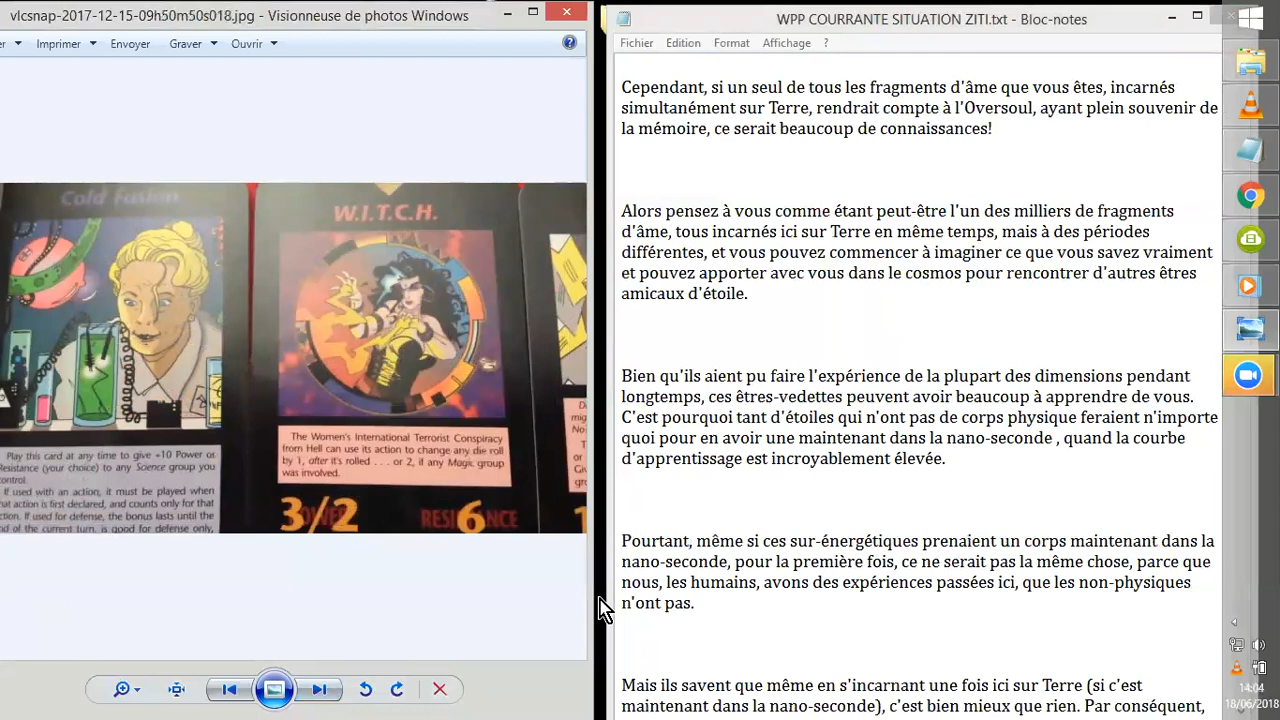 vlcsnap-2017-12-15-09h50m50s018.jpg - Visionneuse de photos Windows
Imprimer Envoyer Graver Ouvrir
Cold Fusion
Play this card at any time to give +10 Power or
Resistance (your choice) to any Science group you
control.
If used with an action, it must be played when
that action is first declared, and counts only for that
action. If used for defense, the bonus lasts until the
end of the current turn, is good for defense only,
W.I.T.C.H.
The Women's International Terrorist Conspiracy
from Hell can use its action to change any die roll
by 1, after it's rolled . . . or 2, if any Magic group
was involved.
POWER 3/2 RESISTANCE 6
WPP COURRANTE SITUATION ZITI.txt - Bloc-notes
Fichier Edition Format Affichage ?
Cependant, si un seul de tous les fragments d'âme que vous êtes, incarnés
simultanément sur Terre, rendrait compte à l'Oversoul, ayant plein souvenir de
la mémoire, ce serait beaucoup de connaissances!
Alors pensez à vous comme étant peut-être l'un des milliers de fragments
d'âme, tous incarnés ici sur Terre en même temps, mais à des périodes
différentes, et vous pouvez commencer à imaginer ce que vous savez vraiment
et pouvez apporter avec vous dans le cosmos pour rencontrer d'autres êtres
amicaux d'étoile.
Bien qu'ils aient pu faire l'expérience de la plupart des dimensions pendant
longtemps, ces êtres-vedettes peuvent avoir beaucoup à apprendre de vous.
C'est pourquoi tant d'étoiles qui n'ont pas de corps physique feraient n'importe
quoi pour en avoir une maintenant dans la nano-seconde , quand la courbe
d'apprentissage est incroyablement élevée.
Pourtant, même si ces sur-énergétiques prenaient un corps maintenant dans la
nano-seconde, pour la première fois, ce ne serait pas la même chose, parce que
nous, les humains, avons des expériences passées ici, que les non-physiques
n'ont pas.
Mais ils savent que même en s'incarnant une fois ici sur Terre (si c'est
maintenant dans la nano-seconde), c'est bien mieux que rien. Par conséquent,
14:04
18/06/2018